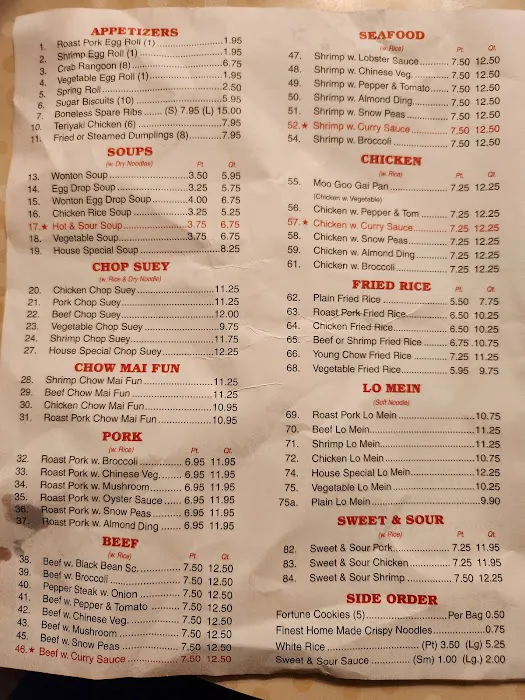 APPETIZERS
1. Roast Pork Egg Roll (1) 1.95
2. Shrimp Egg Roll (1) 1.95
3. Crab Rangoon (8) 6.75
4. Vegetable Egg Roll (1) 1.95
5. Spring Roll 2.50
6. Sugar Biscuits (10) 5.95
7. Boneless Spare Ribs (S) 7.95 (L) 15.00
10. Teriyaki Chicken (6) 7.95
11. Fried or Steamed Dumplings (8) 7.95
SOUPS
(w. Dry Noodles) Pt. Qt.
13. Wonton Soup 3.50 5.95
14. Egg Drop Soup 3.25 5.75
15. Wonton Egg Drop Soup 4.00 6.75
16. Chicken Rice Soup 3.25 5.25
17.★ Hot & Sour Soup 3.75 6.75
18. Vegetable Soup 3.75 6.75
19. House Special Soup 8.25
CHOP SUEY
(w. Rice & Dry Noodle)
20. Chicken Chop Suey 11.25
21. Pork Chop Suey 11.25
22. Beef Chop Suey 12.00
23. Vegetable Chop Suey 9.75
24. Shrimp Chop Suey 11.75
27. House Special Chop Suey 12.25
CHOW MAI FUN
28. Shrimp Chow Mai Fun 11.25
29. Beef Chow Mai Fun 11.25
30. Chicken Chow Mai Fun 10.95
31. Roast Pork Chow Mai Fun 10.95
PORK
(w. Rice) Pt. Qt.
32. Roast Pork w. Broccoli 6.95 11.95
33. Roast Pork w. Chinese Veg. 6.95 11.95
34. Roast Pork w. Mushroom 6.95 11.95
35. Roast Pork w. Oyster Sauce 6.95 11.95
36. Roast Pork w. Snow Peas 6.95 11.95
37. Roast Pork w. Almond Ding 6.95 11.95
BEEF
(w. Rice) Pt. Qt.
38. Beef w. Black Bean Sc. 7.50 12.50
39. Beef w. Broccoli 7.50 12.50
40. Pepper Steak w. Onion 7.50 12.50
41. Beef w. Pepper & Tomato 7.50 12.50
42. Beef w. Chinese Veg. 7.50 12.50
43. Beef w. Mushroom 7.50 12.50
45. Beef w. Snow Peas 7.50 12.50
46.★ Beef w. Curry Sauce 7.50 12.50
SEAFOOD
(w. Rice) Pt. Qt.
47. Shrimp w. Lobster Sauce 7.50 12.50
48. Shrimp w. Chinese Veg. 7.50 12.50
49. Shrimp w. Pepper & Tomato 7.50 12.50
50. Shrimp w. Almond Ding 7.50 12.50
51. Shrimp w. Snow Peas 7.50 12.50
52.★ Shrimp w. Curry Sauce 7.50 12.50
54. Shrimp w. Broccoli 7.50 12.50
CHICKEN
(w. Rice) Pt. Qt.
55. Moo Goo Gai Pan 7.25 12.25
(Chicken w. Vegetable)
56. Chicken w. Pepper & Tom 7.25 12.25
57.★ Chicken w. Curry Sauce 7.25 12.25
58. Chicken w. Snow Peas 7.25 12.25
59. Chicken w. Almond Ding 7.25 12.25
61. Chicken w. Broccoli 7.25 12.25
FRIED RICE
Pt. Qt.
62. Plain Fried Rice 5.50 7.75
63. Roast Pork Fried Rice 6.50 10.25
64. Chicken Fried Rice 6.50 10.25
65. Beef or Shrimp Fried Rice 6.75 10.75
66. Young Chow Fried Rice 7.25 11.25
68. Vegetable Fried Rice 5.95 9.75
LO MEIN
(Soft Noodle)
69. Roast Pork Lo Mein 10.75
70. Beef Lo Mein 11.25
71. Shrimp Lo Mein 11.25
72. Chicken Lo Mein 10.75
74. House Special Lo Mein 12.25
75. Vegetable Lo Mein 10.25
75a. Plain Lo Mein 9.90
SWEET & SOUR
(w. Rice) Pt. Qt.
82. Sweet & Sour Pork 7.25 11.95
83. Sweet & Sour Chicken 7.25 11.95
84. Sweet & Sour Shrimp 7.50 12.25
SIDE ORDER
Fortune Cookies (5) Per Bag 0.50
Finest Home Made Crispy Noodles 0.75
White Rice (Pt) 3.50 (Lg) 5.25
Sweet & Sour Sauce (Sm) 1.00 (Lg.) 2.00